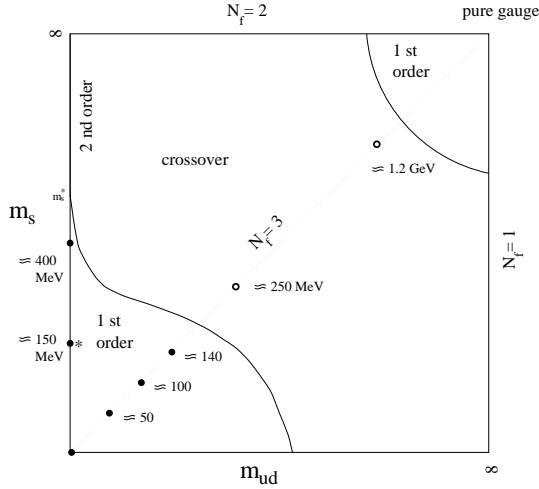 N_f=2
pure gauge
∞
1 st
order
2 nd order
crossover
≈ 1.2 GeV
m_s*
m_s
N_f=3
N_f=1
≈ 400
MeV
≈ 250 MeV
1 st
order
≈ 150
MeV
*
≈ 140
≈ 100
≈ 50
m_ud
∞